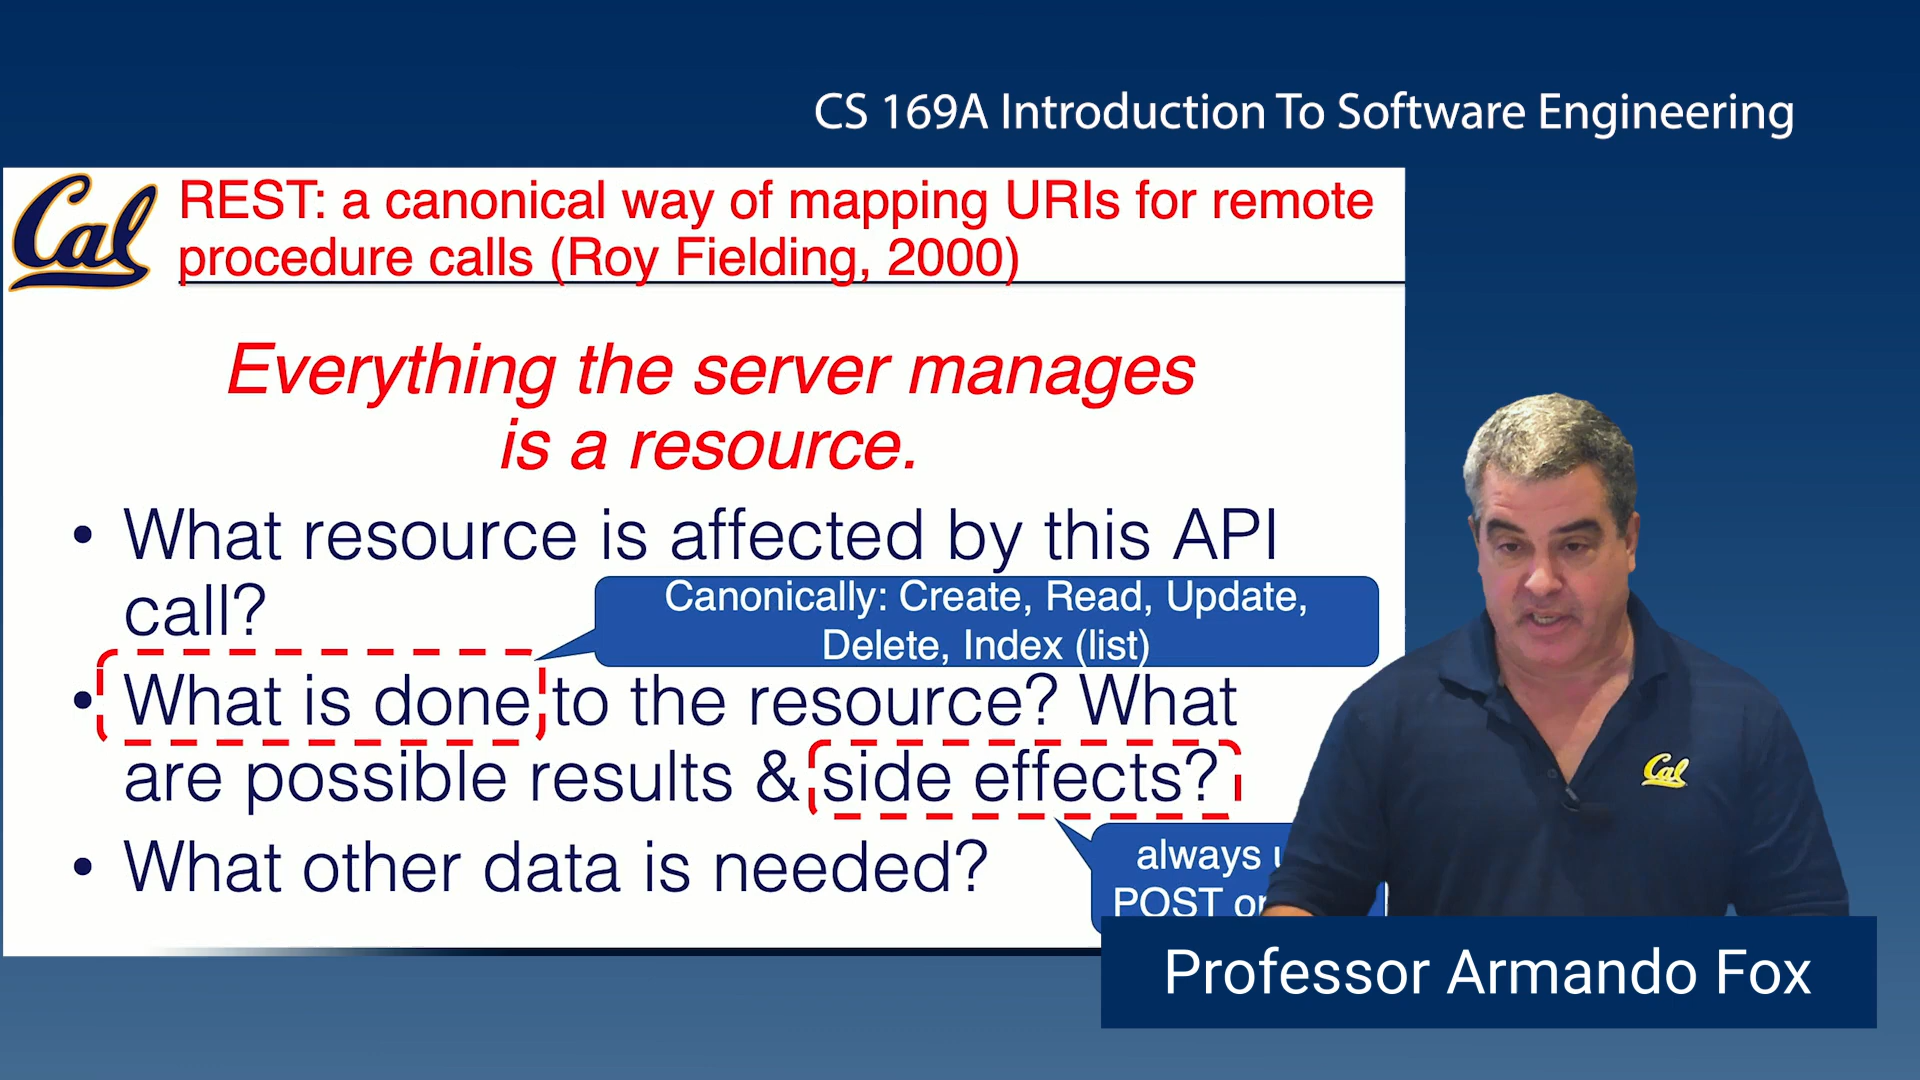 CS 169A Introduction To Software Engineering
Cal
REST: a canonical way of mapping URIs for remote
procedure calls (Roy Fielding, 2000)
Everything the server manages
is a resource.
• What resource is affected by this API
call?
Canonically: Create, Read, Update,
Delete, Index (list)
• What is done to the resource? What
are possible results & side effects?
• What other data is needed?
always
POST or
Cal
Professor Armando Fox